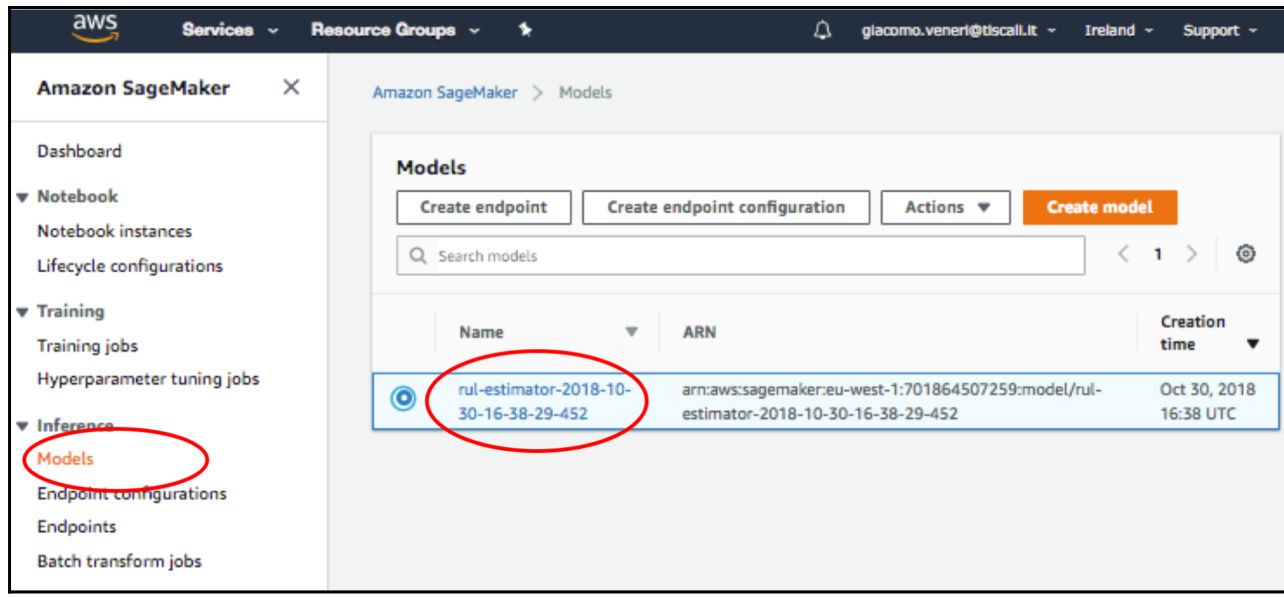 aws Services Resource Groups glacomo.veneri@tiscali.it Ireland Support
Amazon SageMaker
Dashboard
Notebook
Notebook instances
Lifecycle configurations
Training
Training jobs
Hyperparameter tuning jobs
Inference
Models
Endpoint configurations
Endpoints
Batch transform jobs
Amazon SageMaker > Models
Models
Create endpoint Create endpoint configuration Actions Create model
Search models < 1 >
Name ARN Creation
time
rul-estimator-2018-10- arn:aws:sagemaker:eu-west-1:701864507259:model/rul- Oct 30, 2018
30-16-38-29-452 estimator-2018-10-30-16-38-29-452 16:38 UTC